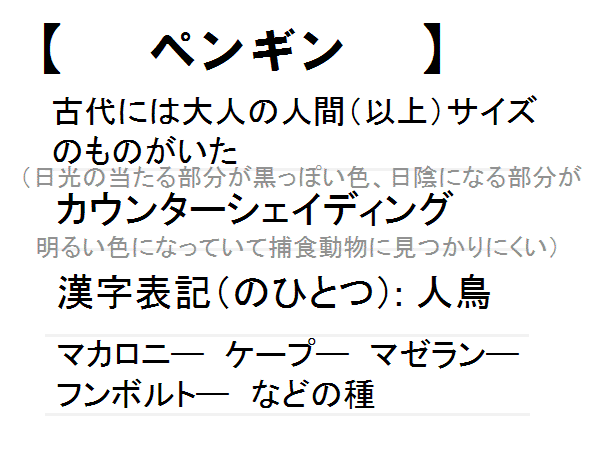 【　ペンギン　】
古代には大人の人間（以上）サイズ
のものがいた
（日光の当たる部分が黒っぽい色、日陰になる部分が
カウンターシェイディング
明るい色になっていて捕食動物に見つかりにくい）
漢字表記（のひとつ）：人鳥
マカロニ―　ケープ―　マゼラン―
フンボルト―　などの種